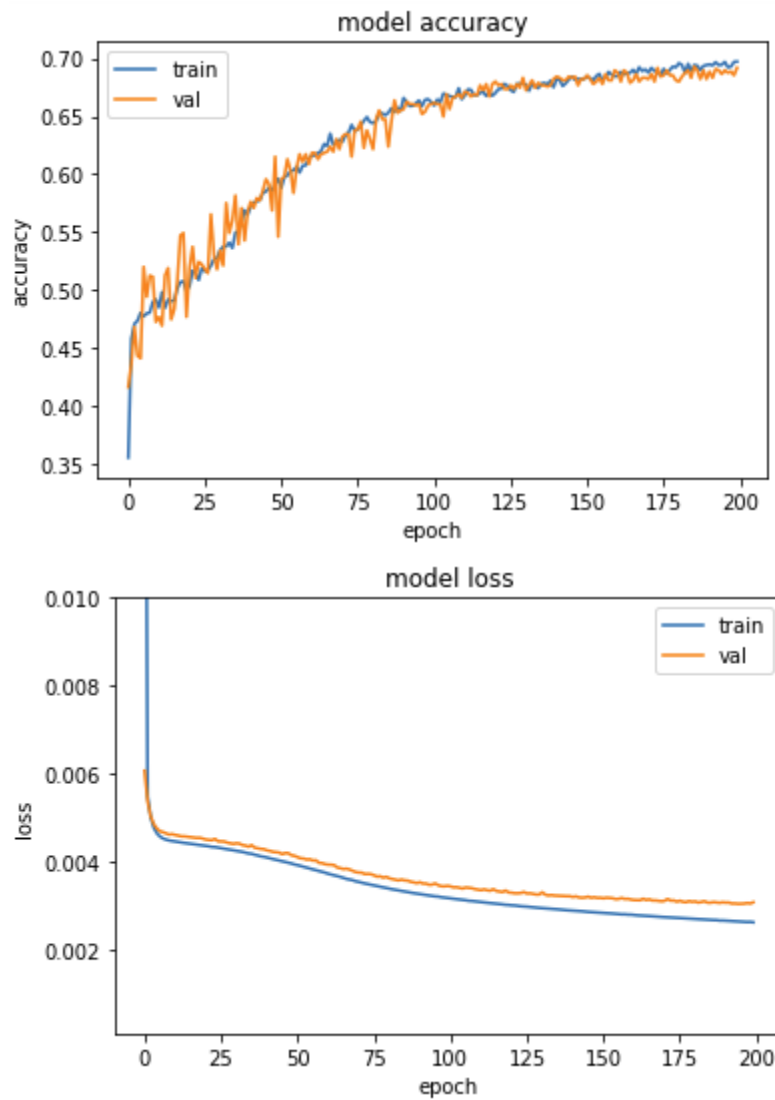 model accuracy
train
val
0.70
0.65
0.60
0.55
0.50
0.45
0.40
0.35
accuracy
0 25 50 75 100 125 150 175 200
epoch
model loss
train
val
0.010
0.008
0.006
0.004
0.002
loss
0 25 50 75 100 125 150 175 200
epoch